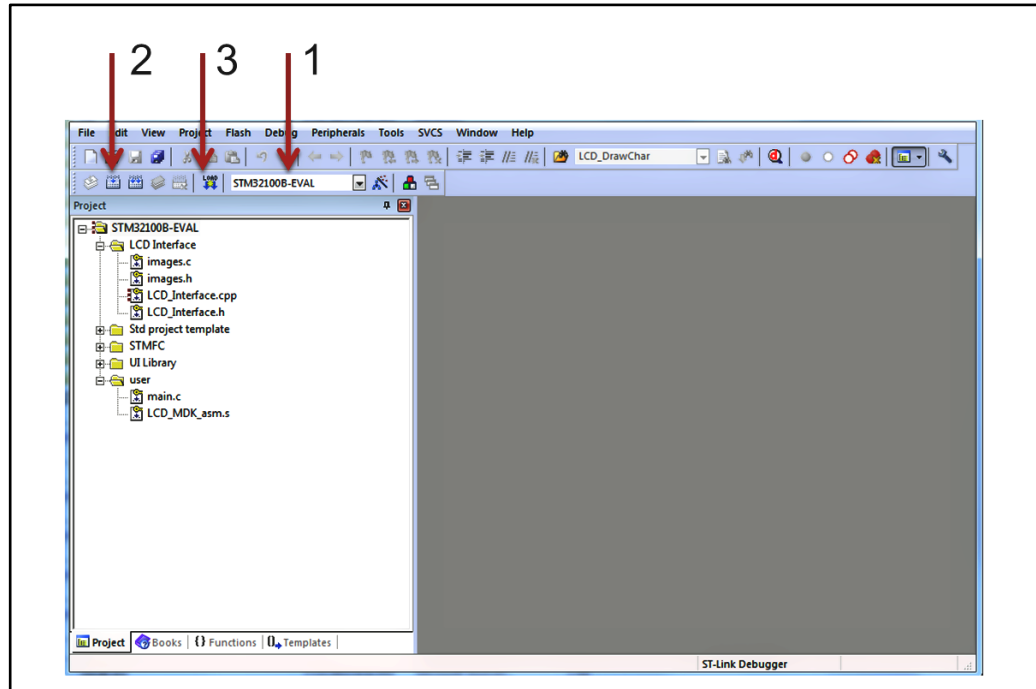 2 3 1
File Edit View Project Flash Debug Peripherals Tools SVCS Window Help
LCD_DrawChar
LOAD STM32100B-EVAL
Project
STM32100B-EVAL
LCD Interface
images.c
images.h
LCD_Interface.cpp
LCD_Interface.h
Std project template
STMFC
UI Library
user
main.c
LCD_MDK_asm.s
Project Books {} Functions 0 Templates
ST-Link Debugger